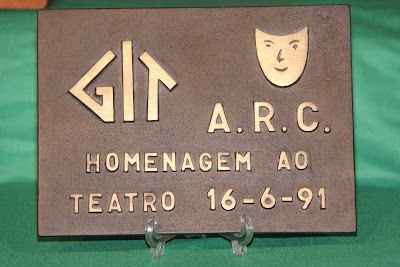 GIT
A.R.C.
HOMENAGEM AO
TEATRO 16-6-91